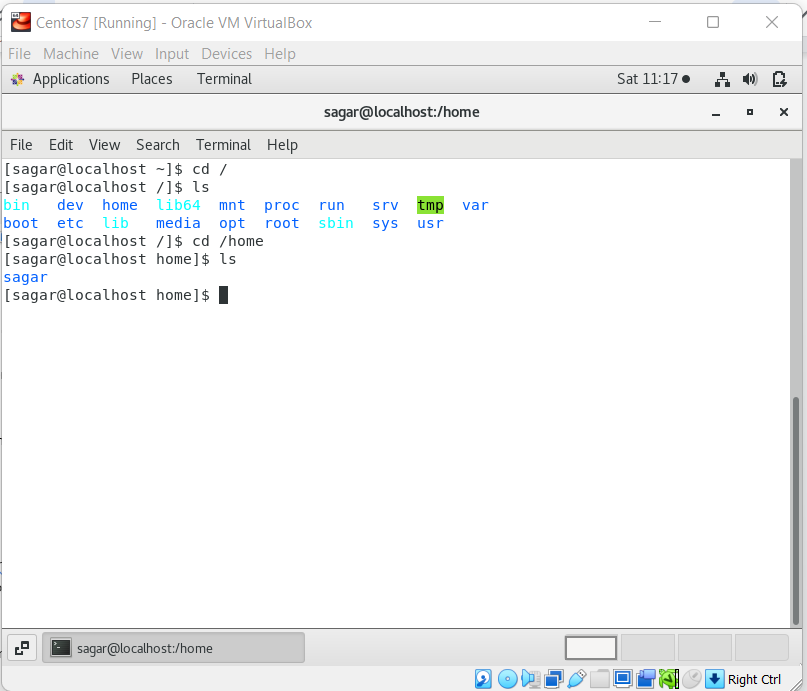 Centos7 [Running] - Oracle VM VirtualBox
File Machine View Input Devices Help
Applications Places Terminal Sat 11:17
sagar@localhost:/home
File Edit View Search Terminal Help
[sagar@localhost ~]$ cd /
[sagar@localhost /]$ ls
bin dev home lib64 mnt proc run srv tmp var
boot etc lib media opt root sbin sys usr
[sagar@localhost /]$ cd /home
[sagar@localhost home]$ ls
sagar
[sagar@localhost home]$
sagar@localhost:/home
Right Ctrl